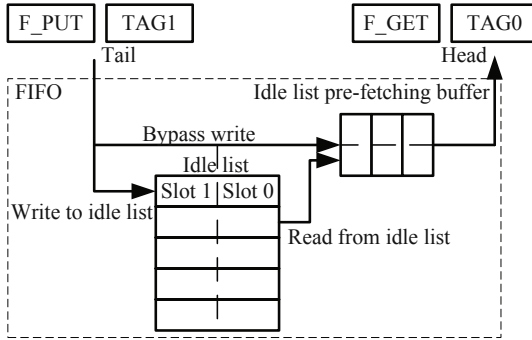 F_PUT TAG1 F_GET TAG0
Tail Head
FIFO Idle list pre-fetching buffer
Bypass write
Idle list
Slot 1 Slot 0
Write to idle list
Read from idle list